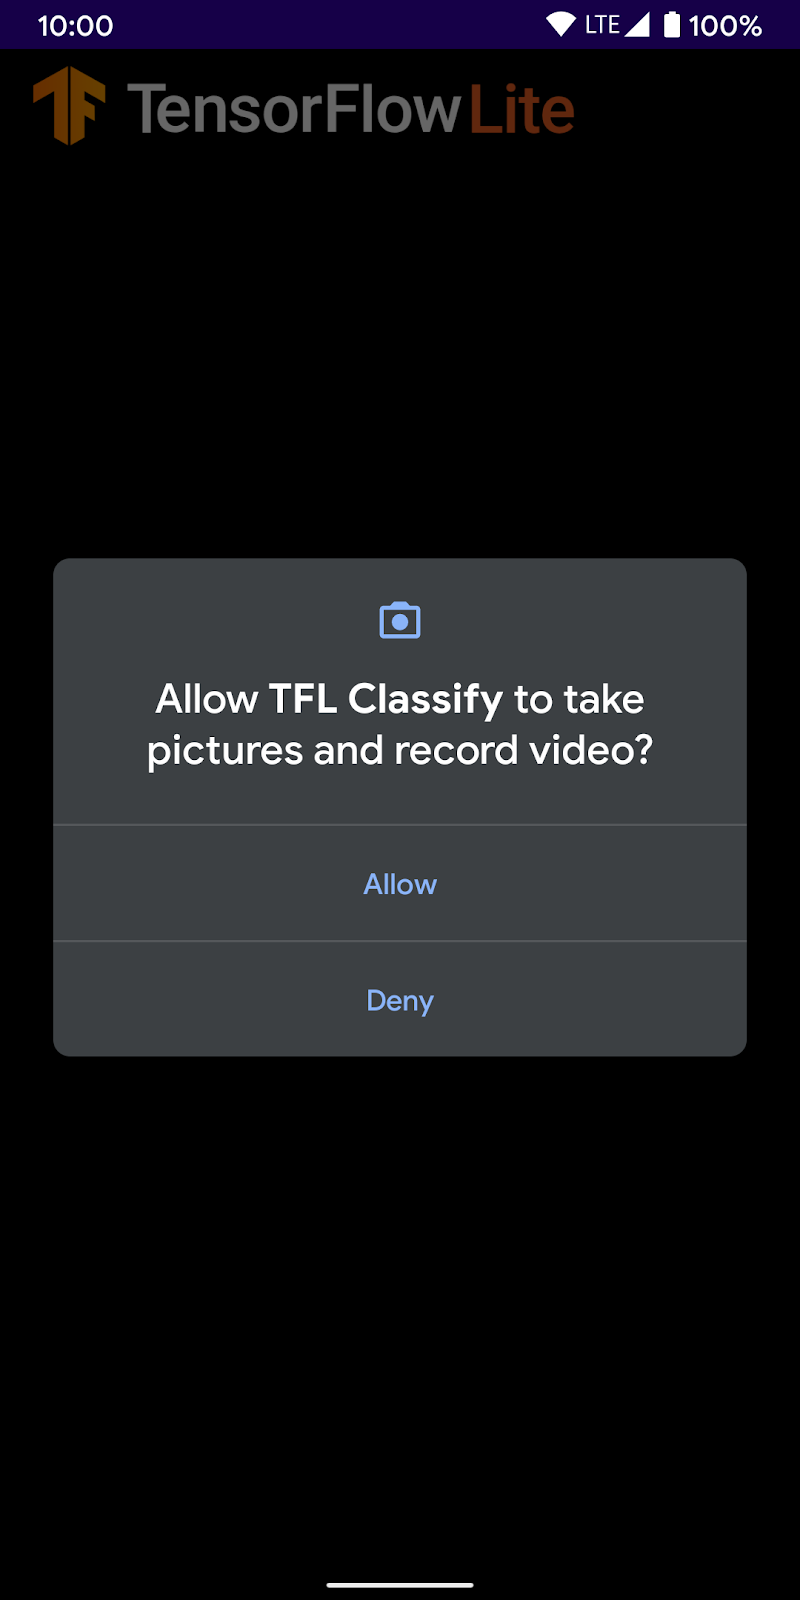 10:00 LTE 100%
TensorFlow Lite
Allow TFL Classify to take
pictures and record video?
Allow
Deny